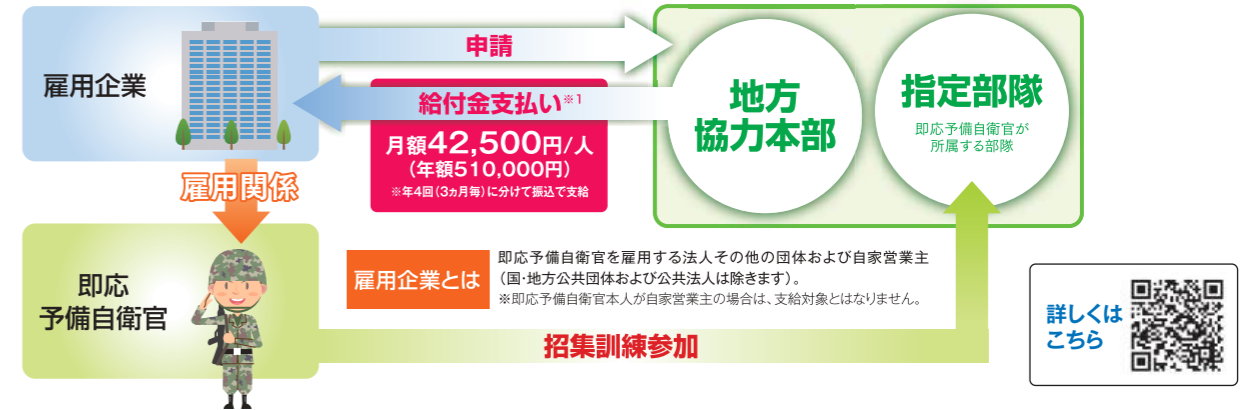 雇用企業
申請
給付金支払い※1
月額42,500円/人
(年額510,000円)
※年4回(3ヵ月毎)に分けて振込で支給
地方
協力本部
指定部隊
即応予備自衛官が
所属する部隊
雇用関係
即応
予備自衛官
雇用企業とは
即応予備自衛官を雇用する法人その他の団体および自家営業主
(国・地方公共団体および公共法人は除きます)。
※即応予備自衛官本人が自家営業主の場合は、支給対象とはなりません。
招集訓練参加
詳しくは
こちら